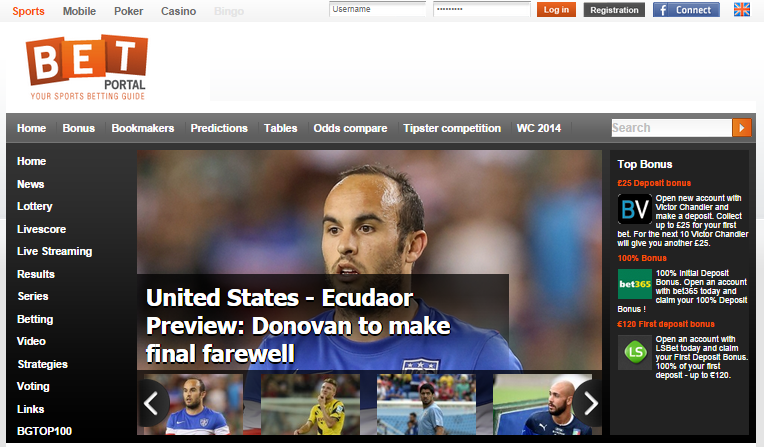 Sports Mobile Poker Casino Bingo
Username
Log in
Registration
Connect
BET
PORTAL
YOUR SPORTS BETTING GUIDE
Home Bonus Bookmakers Predictions Tables Odds compare Tipster competition WC 2014
Search
Home
News
Lottery
Livescore
Live Streaming
Results
Series
Betting
Video
Strategies
Voting
Links
BGTOP100
United States - Ecudaor
Preview: Donovan to make
final farewell
Top Bonus
£25 Deposit bonus
BV
Open new account with
Victor Chandler and
make a deposit. Collect
up to £25 for your first
bet. For the next 10 Victor Chandler
will give you another £25.
100% Bonus
bet365
100% Initial Deposit
Bonus. Open an account
with bet365 today and
claim your 100% Deposit
Bonus !
€120 First deposit bonus
LS
Open an account with
LSBet today and claim
your First Deposit Bonus.
100% of your first
deposit - up to €120.